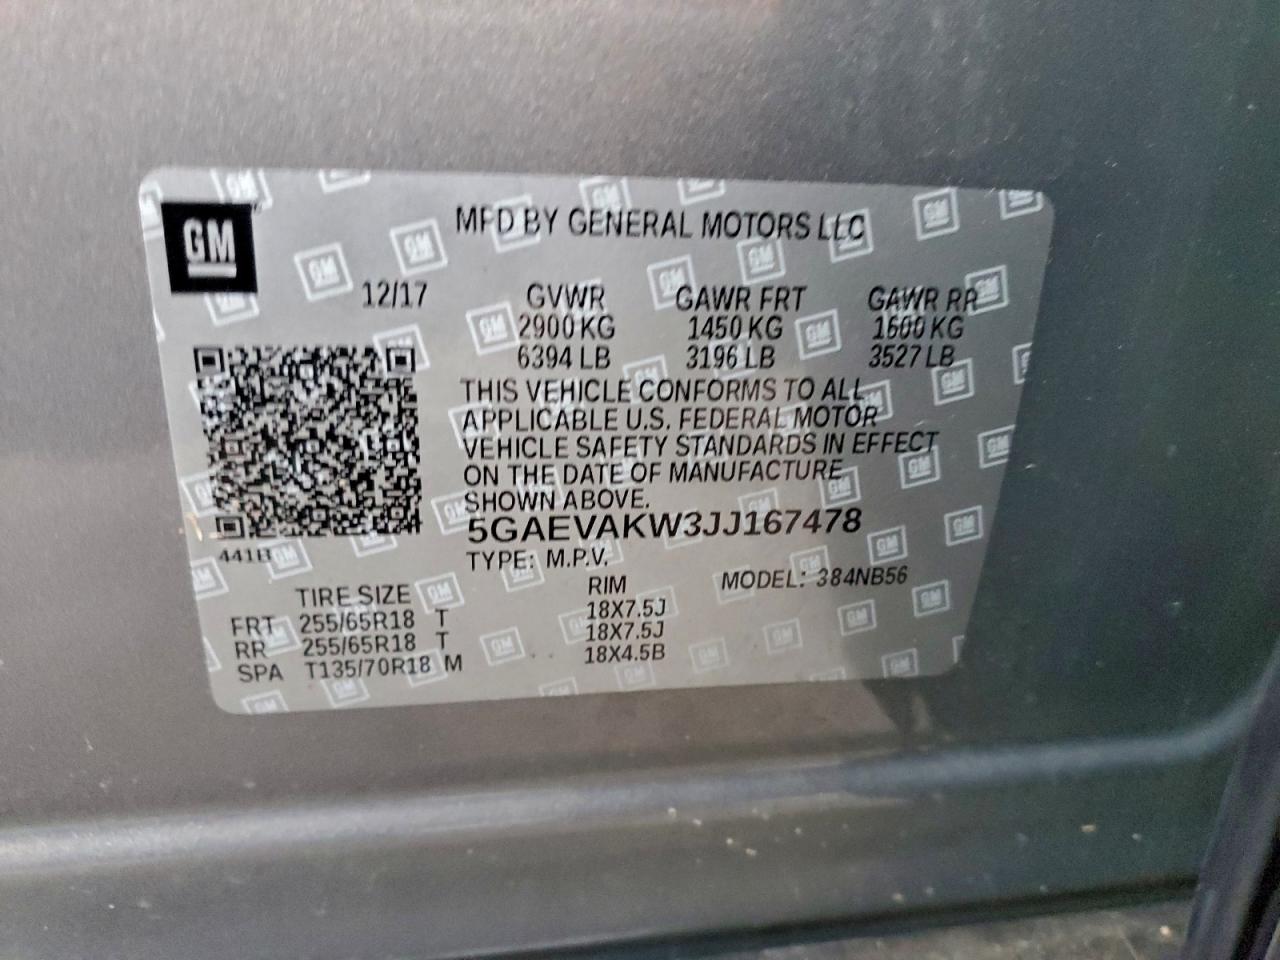 GM
MFD BY GENERAL MOTORS LLC
12/17 GVWR GAWR FRT GAWR RR
2900 KG 1450 KG 1600 KG
6394 LB 3196 LB 3527 LB
THIS VEHICLE CONFORMS TO ALL
APPLICABLE U.S. FEDERAL MOTOR
VEHICLE SAFETY STANDARDS IN EFFECT
ON THE DATE OF MANUFACTURE
SHOWN ABOVE.
5GAEVAKW3JJ167478
441B
TYPE: M.P.V. MODEL: 384NB56
TIRE SIZE RIM
FRT 255/65R18 T 18X7.5J
RR 255/65R18 T 18X7.5J
SPA T135/70R18 M 18X4.5B